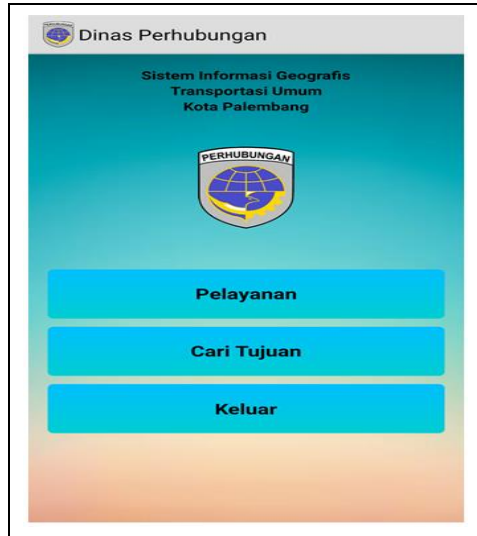 Dinas Perhubungan
Sistem Informasi Geografis
Transportasi Umum
Kota Palembang
PERHUBUNGAN
Pelayanan
Cari Tujuan
Keluar